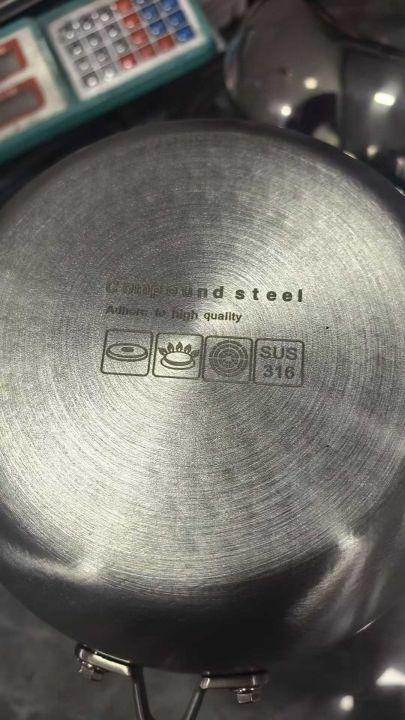 Compound steel
Adhere to high quality
SUS
316